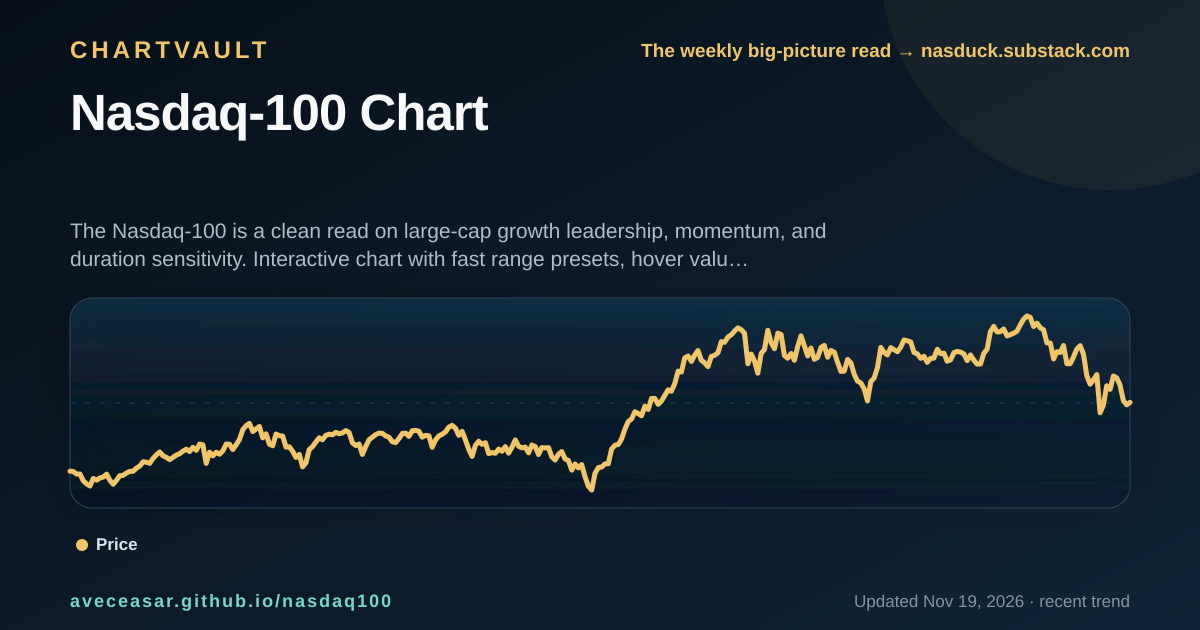 CHARTVAULT
The weekly big-picture read → nasduck.substack.com
Nasdaq-100 Chart
The Nasdaq-100 is a clean read on large-cap growth leadership, momentum, and
duration sensitivity. Interactive chart with fast range presets, hover valu…
Price
aveceasar.github.io/nasdaq100
Updated Nov 19, 2026 · recent trend